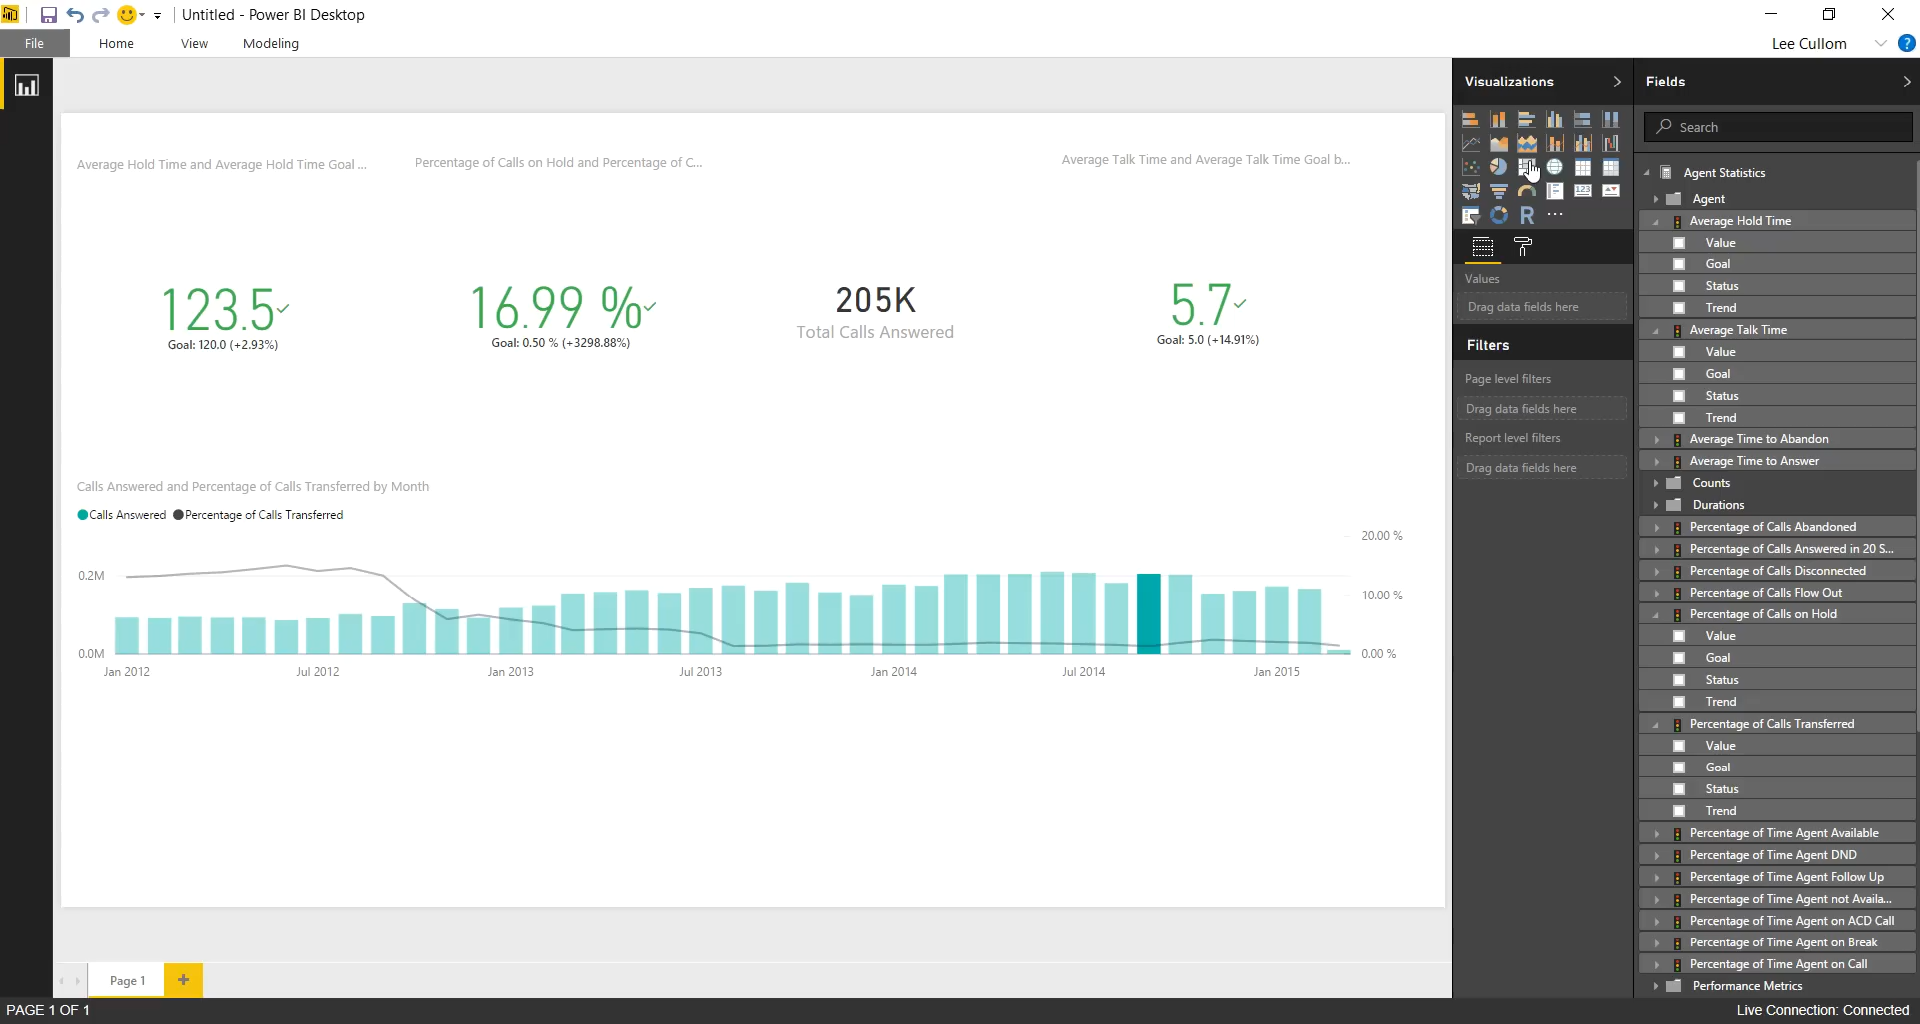 Untitled - Power BI Desktop
File Home View Modeling
Lee Cullom ?
Average Hold Time and Average Hold Time Goal ...
Percentage of Calls on Hold and Percentage of C...
Average Talk Time and Average Talk Time Goal b...
123.5
Goal: 120.0 (+2.93%)
16.99 %
Goal: 0.50 % (+3298.88%)
205K
Total Calls Answered
5.7
Goal: 5.0 (+14.91%)
Calls Answered and Percentage of Calls Transferred by Month
Calls Answered Percentage of Calls Transferred
0.2M
0.0M
20.00 %
10.00 %
0.00 %
Jan 2012 Jul 2012 Jan 2013 Jul 2013 Jan 2014 Jul 2014 Jan 2015
Page 1 +
PAGE 1 OF 1
Visualizations
123
R ...
Values
Drag data fields here
Filters
Page level filters
Drag data fields here
Report level filters
Drag data fields here
Fields
Search
Agent Statistics
Agent
Average Hold Time
Value
Goal
Status
Trend
Average Talk Time
Value
Goal
Status
Trend
Average Time to Abandon
Average Time to Answer
Counts
Durations
Percentage of Calls Abandoned
Percentage of Calls Answered in 20 S...
Percentage of Calls Disconnected
Percentage of Calls Flow Out
Percentage of Calls on Hold
Value
Goal
Status
Trend
Percentage of Calls Transferred
Value
Goal
Status
Trend
Percentage of Time Agent Available
Percentage of Time Agent DND
Percentage of Time Agent Follow Up
Percentage of Time Agent not Availa...
Percentage of Time Agent on ACD Call
Percentage of Time Agent on Break
Percentage of Time Agent on Call
Performance Metrics
Live Connection: Connected